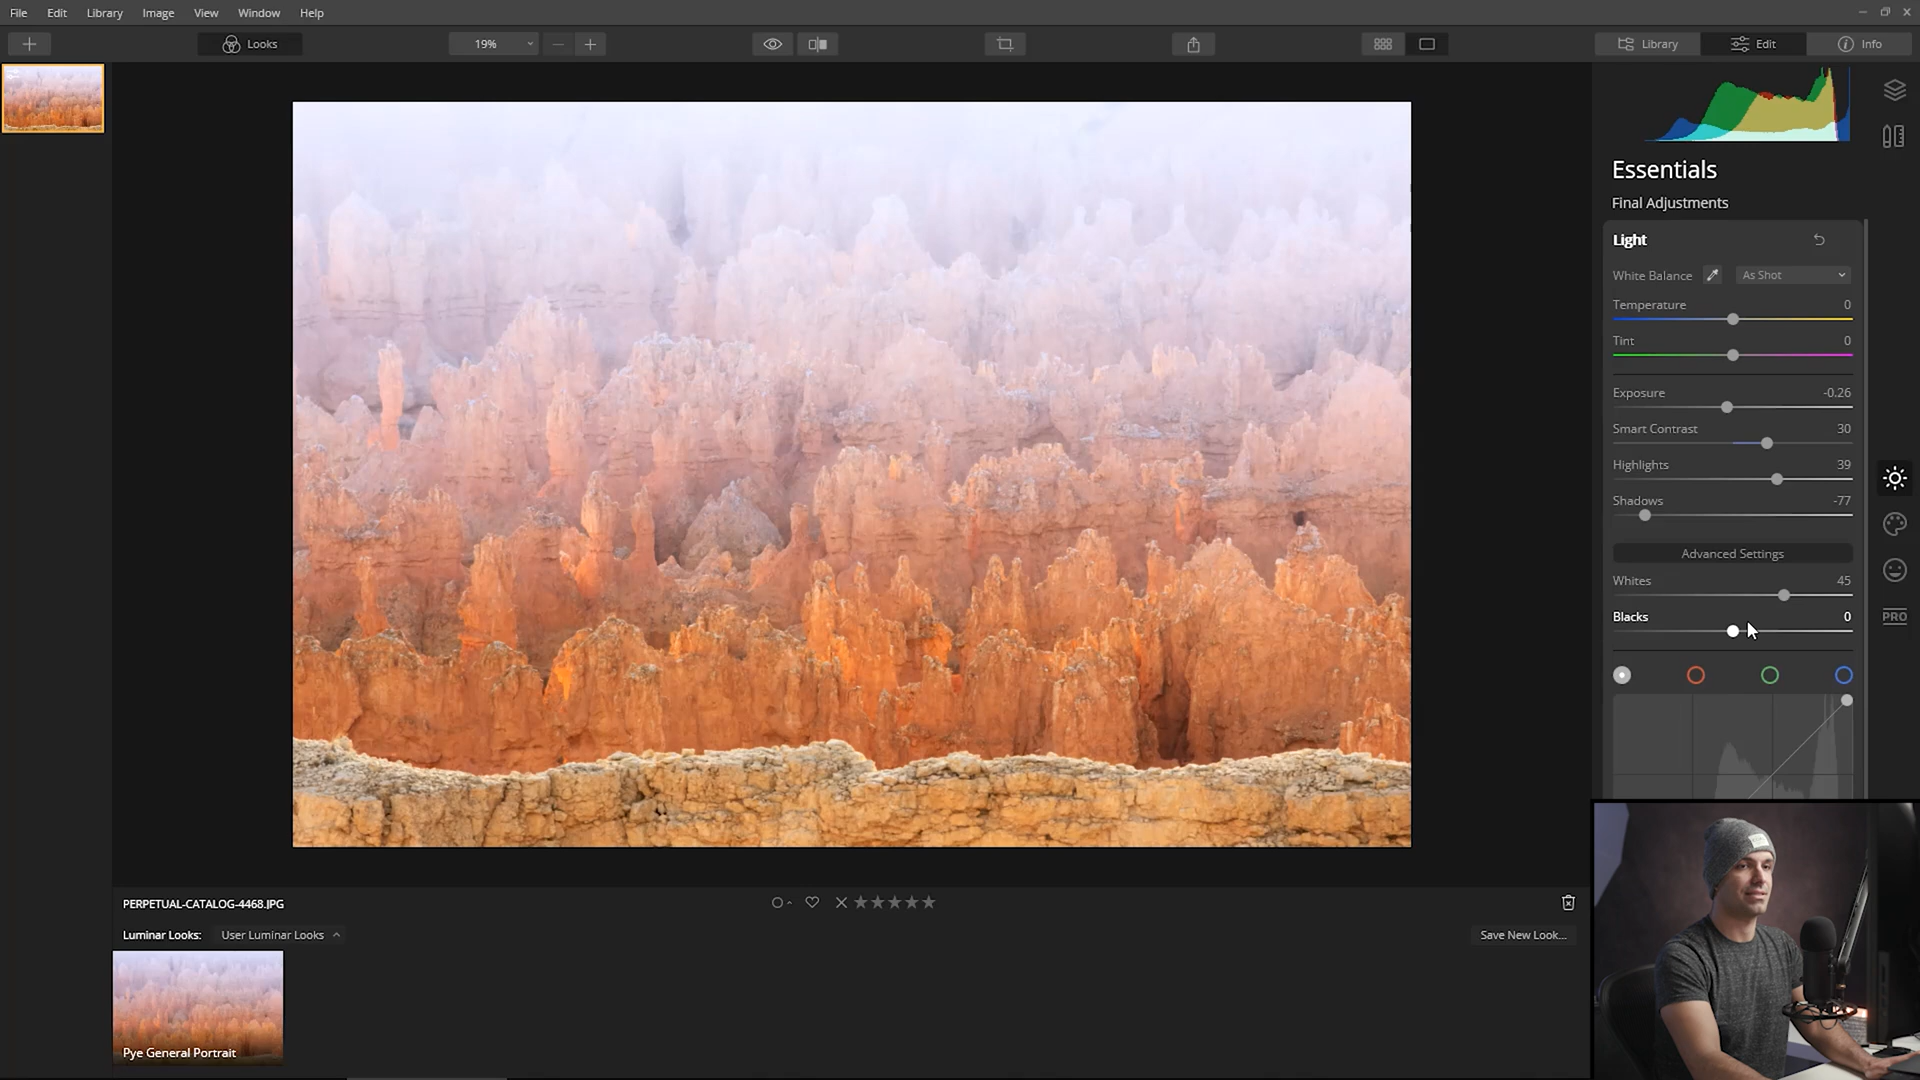 File Edit Library Image View Window Help
Looks 19% Library Edit Info
Essentials
Final Adjustments
Light
White Balance As Shot
Temperature 0
Tint 0
Exposure -0.26
Smart Contrast 30
Highlights 39
Shadows -77
Advanced Settings
Whites 45
Blacks 0
PRO
PERPETUAL-CATALOG-4468.JPG
Luminar Looks: User Luminar Looks Save New Look...
Pye General Portrait